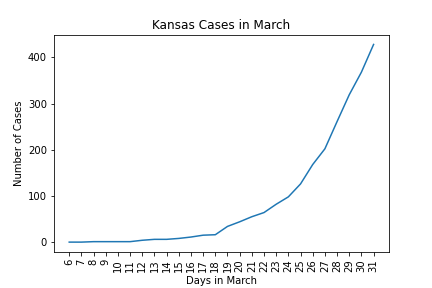 Kansas Cases in March
Number of Cases
400
300
200
100
0
6 7 8 9 10 11 12 13 14 15 16 17 18 19 20 21 22 23 24 25 26 27 28 29 30 31
Days in March